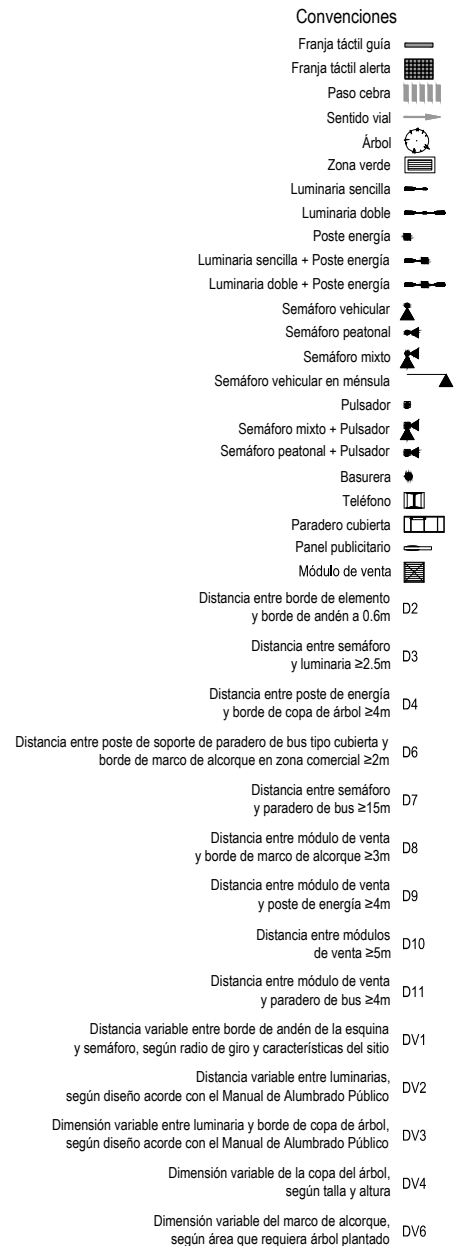 Convenciones
Franja táctil guía
Franja táctil alerta
Paso cebra
Sentido vial
Árbol
Zona verde
Luminaria sencilla
Luminaria doble
Poste energía
Luminaria sencilla + Poste energía
Luminaria doble + Poste energía
Semáforo vehicular
Semáforo peatonal
Semáforo mixto
Semáforo vehicular en ménsula
Pulsador
Semáforo mixto + Pulsador
Semáforo peatonal + Pulsador
Basurera
Teléfono
Paradero cubierta
Panel publicitario
Módulo de venta
Distancia entre borde de elemento
y borde de andén a 0.6m D2
Distancia entre semáforo
y luminaria ≥2.5m D3
Distancia entre poste de energía
y borde de copa de árbol ≥4m D4
Distancia entre poste de soporte de paradero de bus tipo cubierta y
borde de marco de alcorque en zona comercial ≥2m D6
Distancia entre semáforo
y paradero de bus ≥15m D7
Distancia entre módulo de venta
y borde de marco de alcorque ≥3m D8
Distancia entre módulo de venta
y poste de energía ≥4m D9
Distancia entre módulos
de venta ≥5m D10
Distancia entre módulo de venta
y paradero de bus ≥4m D11
Distancia variable entre borde de andén de la esquina
y semáforo, según radio de giro y características del sitio DV1
Distancia variable entre luminarias,
según diseño acorde con el Manual de Alumbrado Público DV2
Dimensión variable entre luminaria y borde de copa de árbol,
según diseño acorde con el Manual de Alumbrado Público DV3
Dimensión variable de la copa del árbol,
según talla y altura DV4
Dimensión variable del marco de alcorque,
según área que requiera árbol plantado DV6